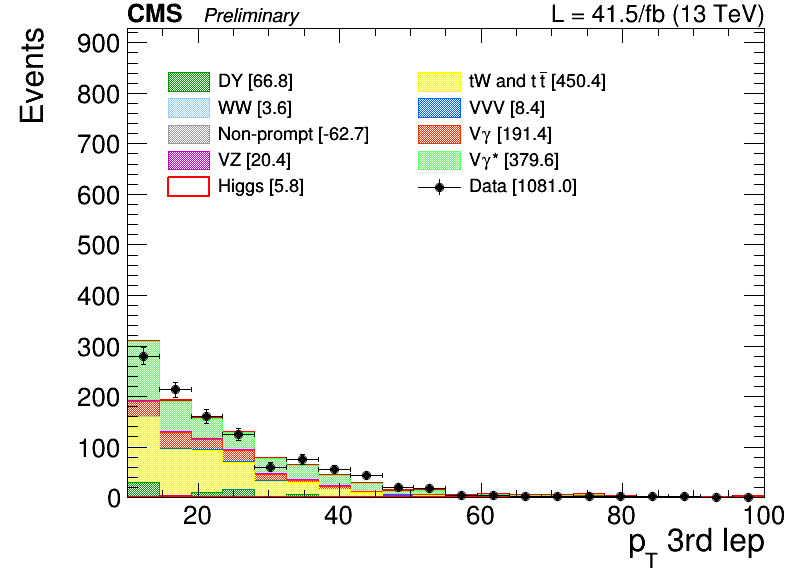 CMS Preliminary L = 41.5/fb (13 TeV)
Events
900
800
700
600
500
400
300
200
100
0
DY [66.8]
WW [3.6]
Non-prompt [-62.7]
VZ [20.4]
Higgs [5.8]
tW and t t̄ [450.4]
VVV [8.4]
Vγ [191.4]
Vγ* [379.6]
Data [1081.0]
20 40 60 80 100
p_T 3rd lep